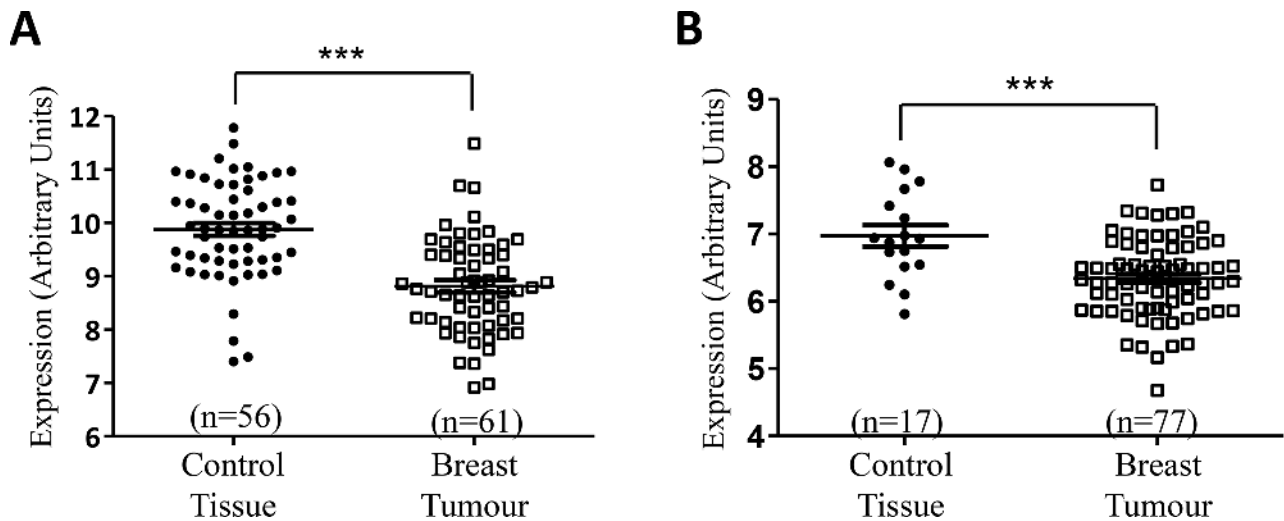 A
***
Expression (Arbitrary Units)
12
11
10
9
8
7
6
(n=56)
(n=61)
Control
Tissue
Breast
Tumour
B
***
Expression (Arbitrary Units)
9
8
7
6
5
4
(n=17)
(n=77)
Control
Tissue
Breast
Tumour